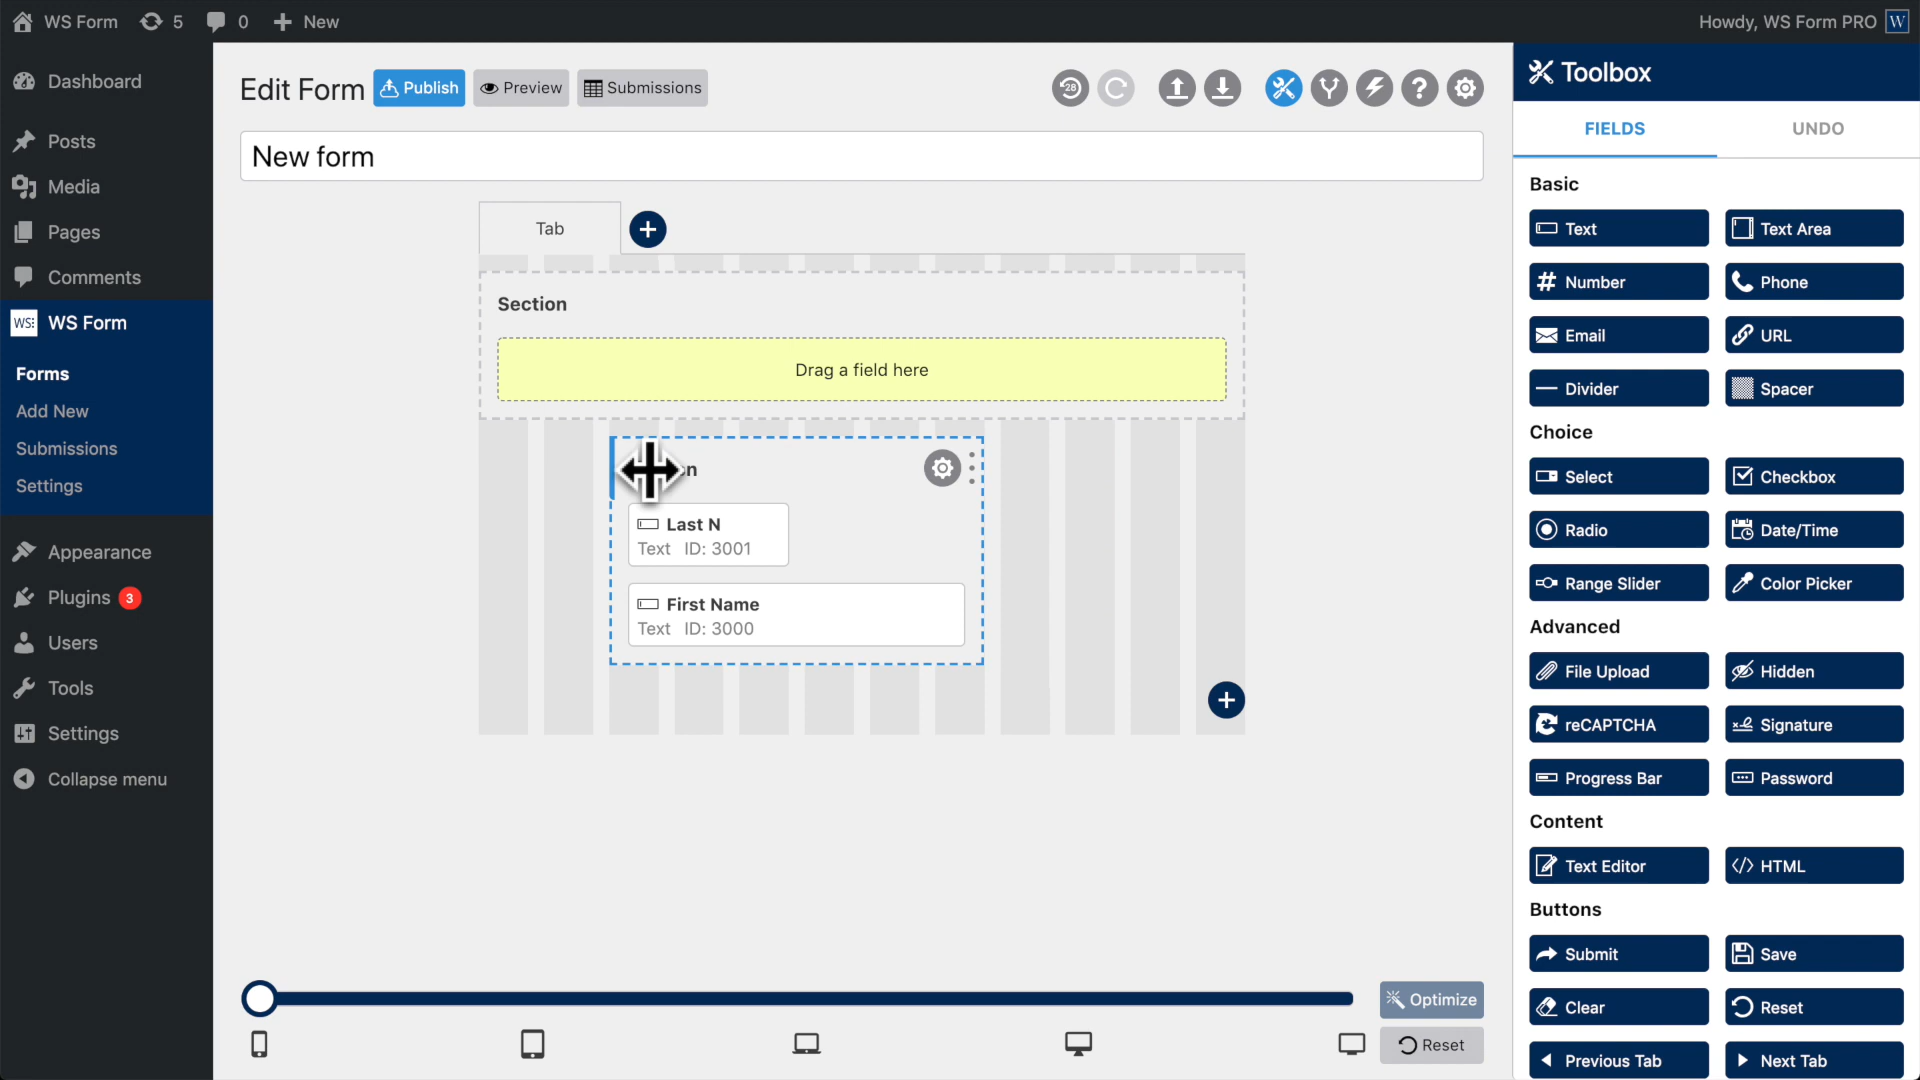 WS Form 5 0 New Howdy, WS Form PRO W
Dashboard
Posts
Media
Pages
Comments
WS: WS Form
Forms
Add New
Submissions
Settings
Appearance
Plugins 3
Users
Tools
Settings
Collapse menu
Edit Form Publish Preview Submissions 28
New form
Tab
Section
Drag a field here
n
Last N
Text ID: 3001
First Name
Text ID: 3000
Optimize
Reset
Toolbox
FIELDS UNDO
Basic
Text Text Area
Number Phone
Email URL
Divider Spacer
Choice
Select Checkbox
Radio Date/Time
Range Slider Color Picker
Advanced
File Upload Hidden
reCAPTCHA Signature
Progress Bar Password
Content
Text Editor HTML
Buttons
Submit Save
Clear Reset
Previous Tab Next Tab